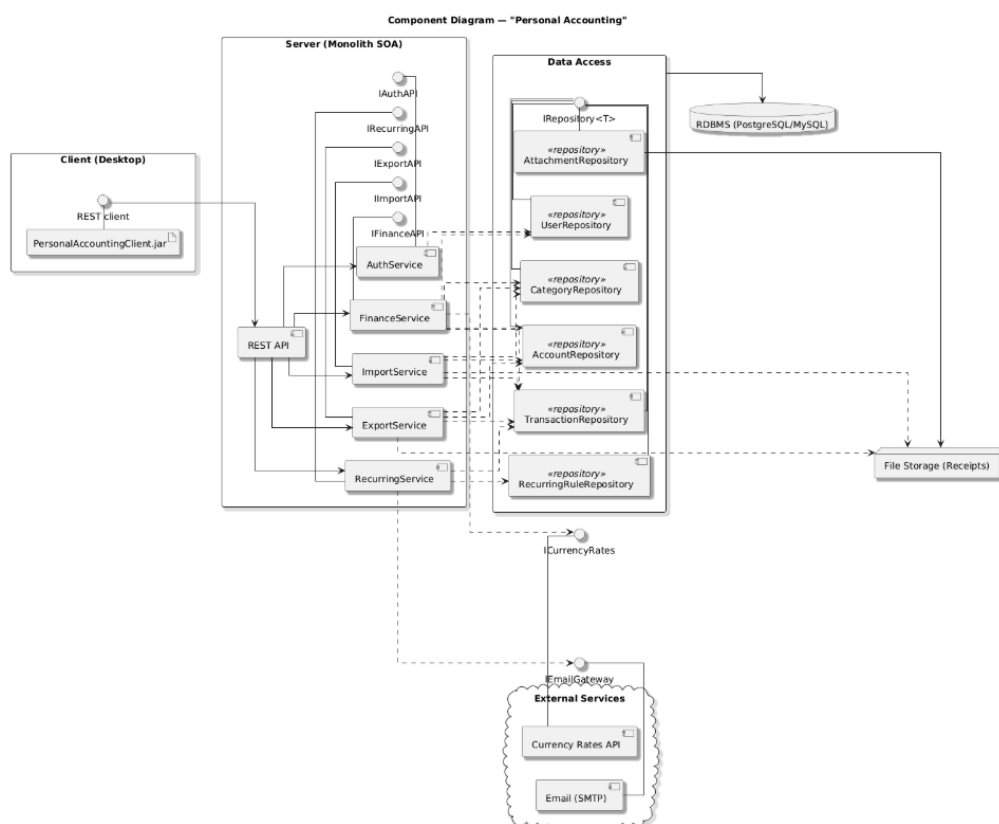 Component Diagram — "Personal Accounting"
Server (Monolith SOA)
IAuthAPI
IRecurringAPI
IExportAPI
IImportAPI
IFinanceAPI
AuthService
FinanceService
REST API
ImportService
ExportService
RecurringService
Client (Desktop)
REST client
PersonalAccountingClient.jar
Data Access
IRepository<T>
«repository»
AttachmentRepository
«repository»
UserRepository
«repository»
CategoryRepository
«repository»
AccountRepository
«repository»
TransactionRepository
«repository»
RecurringRuleRepository
RDBMS (PostgreSQL/MySQL)
File Storage (Receipts)
ICurrencyRates
IEmailGateway
External Services
Currency Rates API
Email (SMTP)